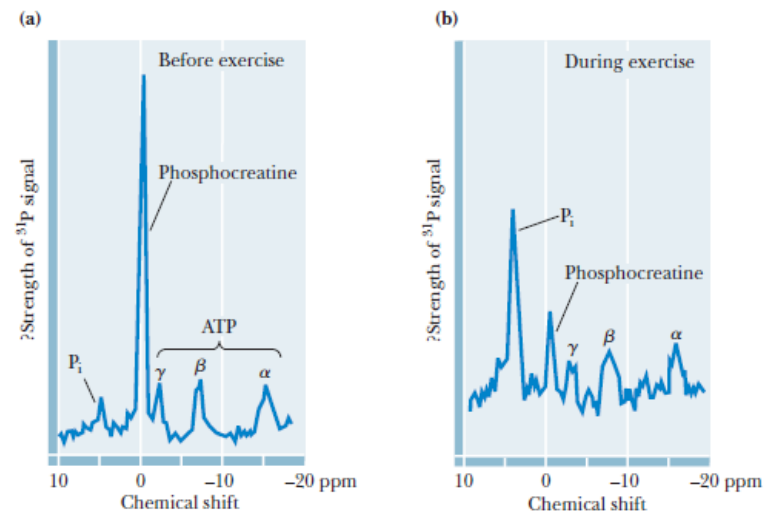 (a)
Before exercise
Phosphocreatine
ATP
Pᵢ
γ
β
α
?Strength of ³¹P signal
10 0 –10 –20 ppm
Chemical shift
(b)
During exercise
Pᵢ
Phosphocreatine
γ
β
α
?Strength of ³¹P signal
10 0 –10 –20 ppm
Chemical shift